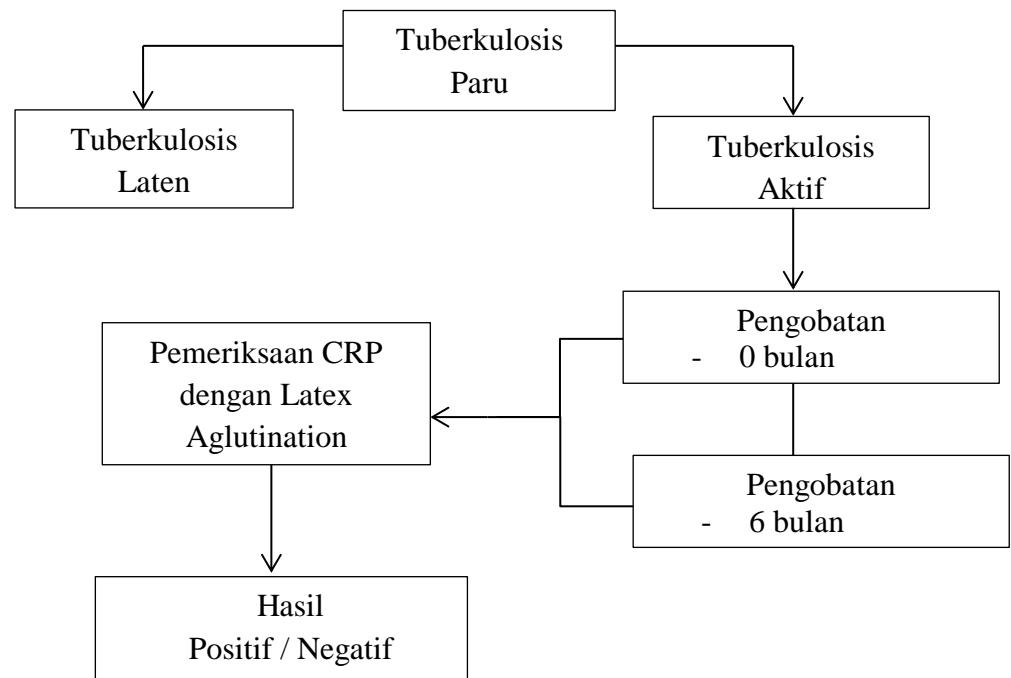 Tuberkulosis
Paru
Tuberkulosis
Laten
Tuberkulosis
Aktif
Pengobatan
- 0 bulan
Pemeriksaan CRP
dengan Latex
Aglutination
Pengobatan
- 6 bulan
Hasil
Positif / Negatif